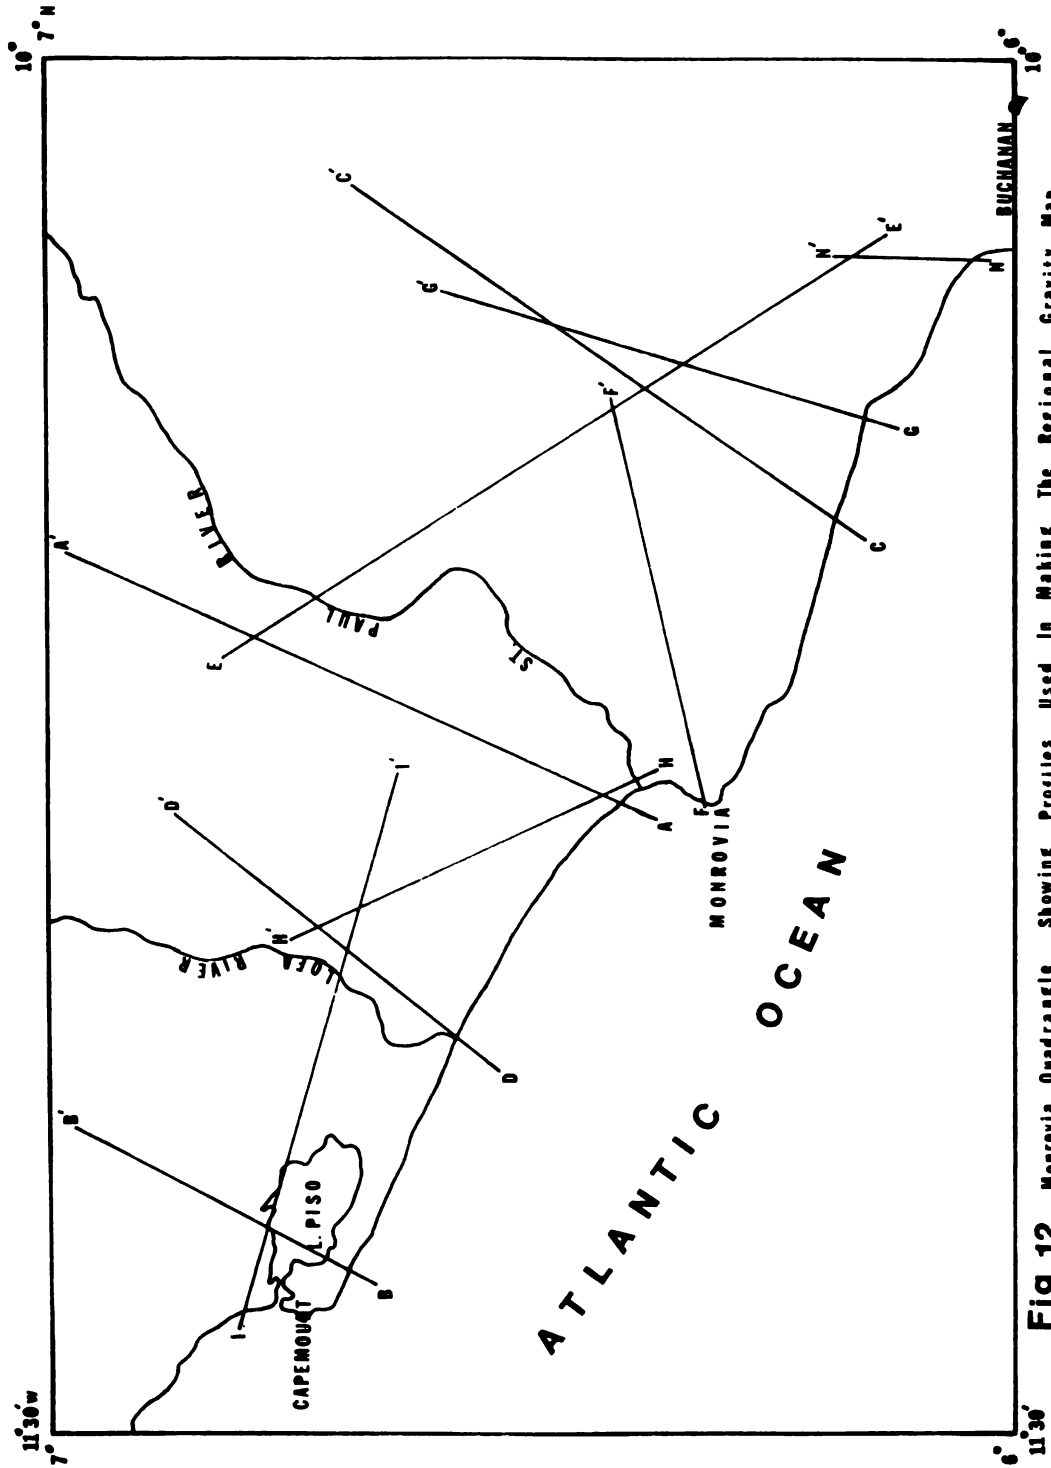 11°30' W
10°
7° N
7°
A'
B'
C'
D'
E
G'
H'
I
I'
F'
RIVER
PAUL
ST.
LOFA RIVER
L. PISO
CAPEMOUNT
B
D
A
H
F
MONROVIA
C
G
E'
N'
N
BUCHANAN
ATLANTIC OCEAN
6°
11°30'
6°
10°
Fig 12 Monrovia Quadrangle Showing Profiles Used in Making The Regional Gravity Map